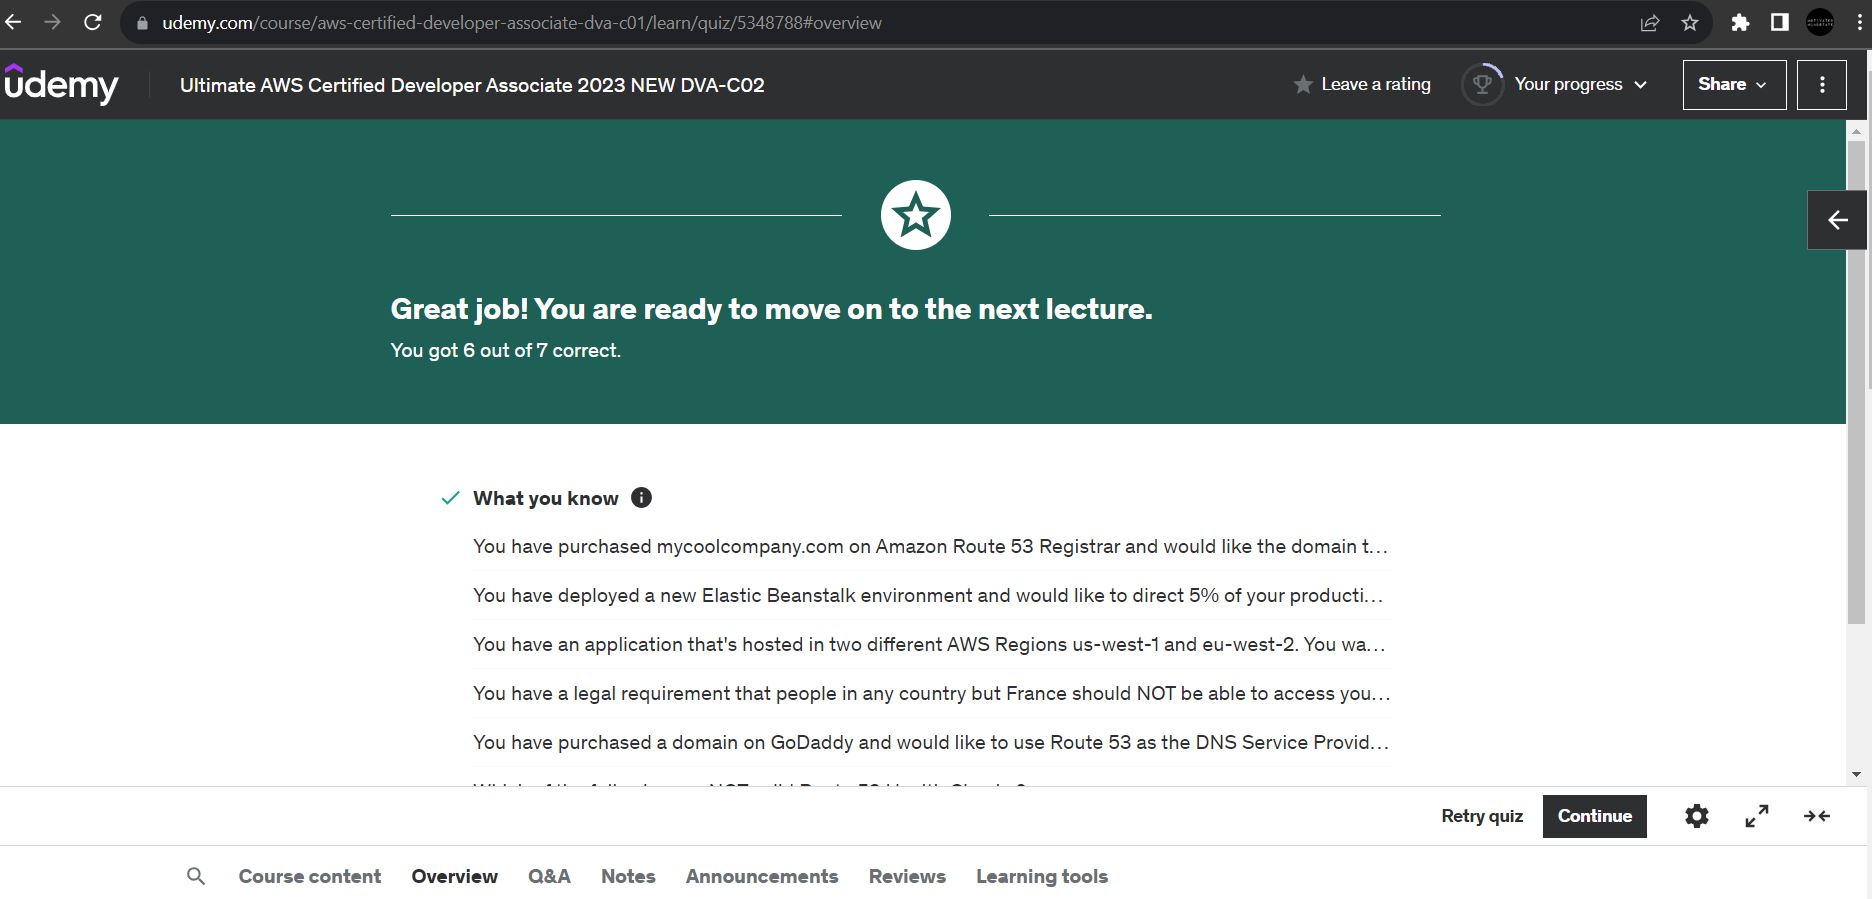 udemy.com/course/aws-certified-developer-associate-dva-c01/learn/quiz/5348788#overview
udemy
Ultimate AWS Certified Developer Associate 2023 NEW DVA-C02
Leave a rating
Your progress
Share
Great job! You are ready to move on to the next lecture.
You got 6 out of 7 correct.
What you know
You have purchased mycoolcompany.com on Amazon Route 53 Registrar and would like the domain t...
You have deployed a new Elastic Beanstalk environment and would like to direct 5% of your producti...
You have an application that's hosted in two different AWS Regions us-west-1 and eu-west-2. You wa...
You have a legal requirement that people in any country but France should NOT be able to access you...
You have purchased a domain on GoDaddy and would like to use Route 53 as the DNS Service Provid...
Retry quiz
Continue
Course content
Overview
Q&A
Notes
Announcements
Reviews
Learning tools